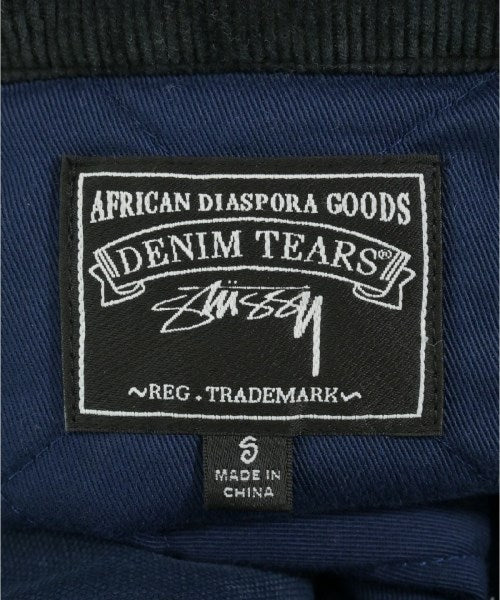 AFRICAN DIASPORA GOODS
DENIM TEARS®
Stüssy
~REG. TRADEMARK~
S
MADE IN
CHINA